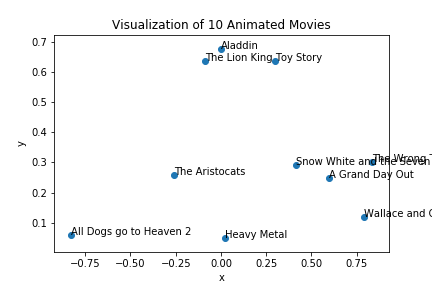 Visualization of 10 Animated Movies
0.7
0.6
0.5
0.4
0.3
0.2
0.1
y
Aladdin
The Lion King
Toy Story
The Wrong T
Snow White and the Seven
The Aristocats
A Grand Day Out
Wallace and G
All Dogs go to Heaven 2
Heavy Metal
−0.75
−0.50
−0.25
0.00
0.25
0.50
0.75
x